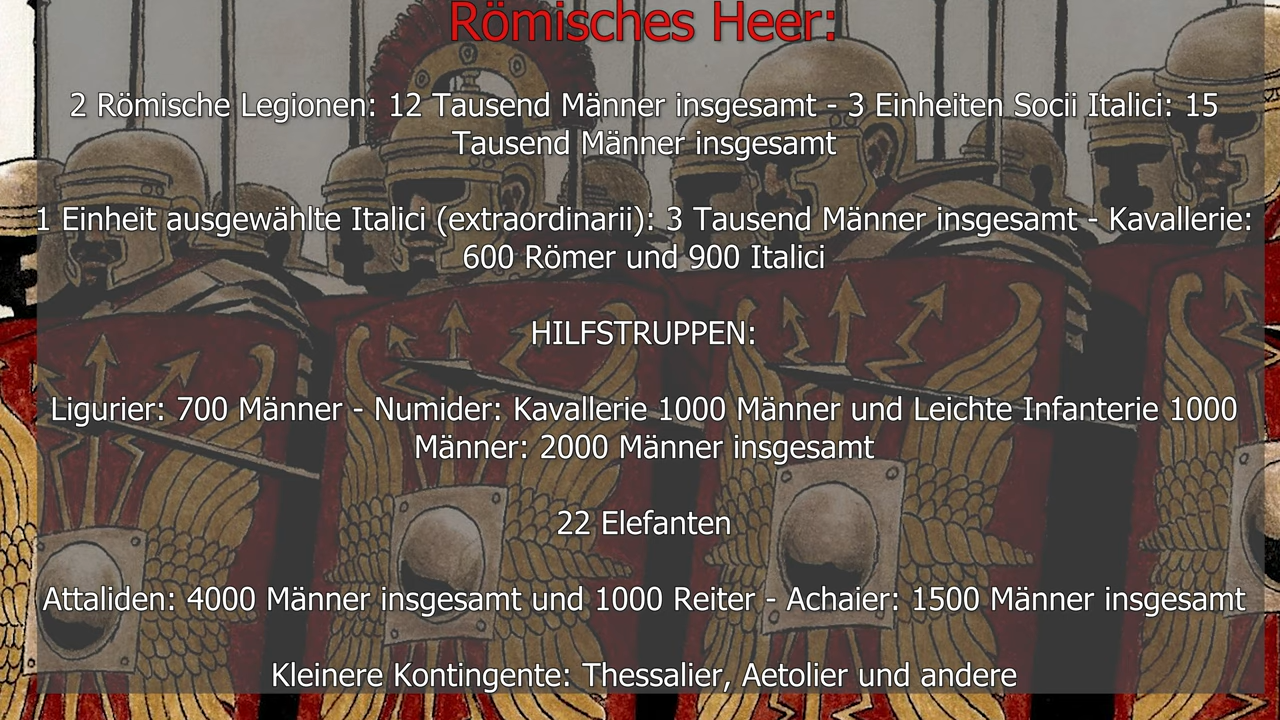 Römisches Heer:
2 Römische Legionen: 12 Tausend Männer insgesamt - 3 Einheiten Socii Italici: 15
Tausend Männer insgesamt
1 Einheit ausgewählte Italici (extraordinarii): 3 Tausend Männer insgesamt - Kavallerie:
600 Römer und 900 Italici
HILFSTRUPPEN:
Ligurier: 700 Männer - Numider: Kavallerie 1000 Männer und Leichte Infanterie 1000
Männer: 2000 Männer insgesamt
22 Elefanten
Attaliden: 4000 Männer insgesamt und 1000 Reiter - Achaier: 1500 Männer insgesamt
Kleinere Kontingente: Thessalier, Aetolier und andere